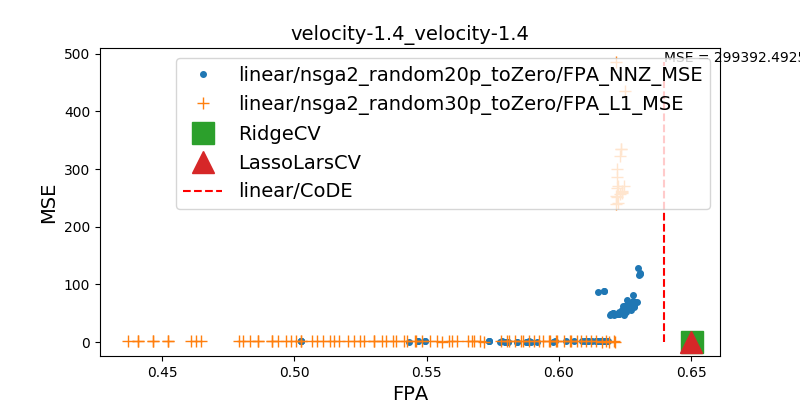 velocity-1.4_velocity-1.4
MSE = 299392.4925
linear/nsga2_random20p_toZero/FPA_NNZ_MSE
linear/nsga2_random30p_toZero/FPA_L1_MSE
RidgeCV
LassoLarsCV
linear/CoDE
500
400
300
200
100
0
MSE
0.45
0.50
0.55
0.60
0.65
FPA